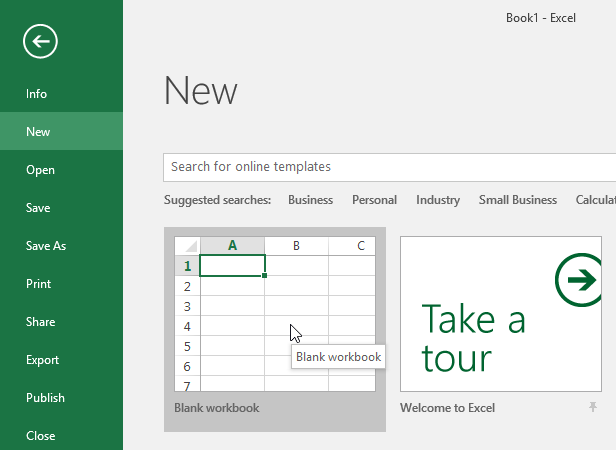 Book1 - Excel
Info
New
Open
Save
Save As
Print
Share
Export
Publish
Close
New
Search for online templates
Suggested searches: Business Personal Industry Small Business Calculat
A B C
1
2
3
4
5
6
7
Blank workbook
Blank workbook
Take a
tour
Welcome to Excel